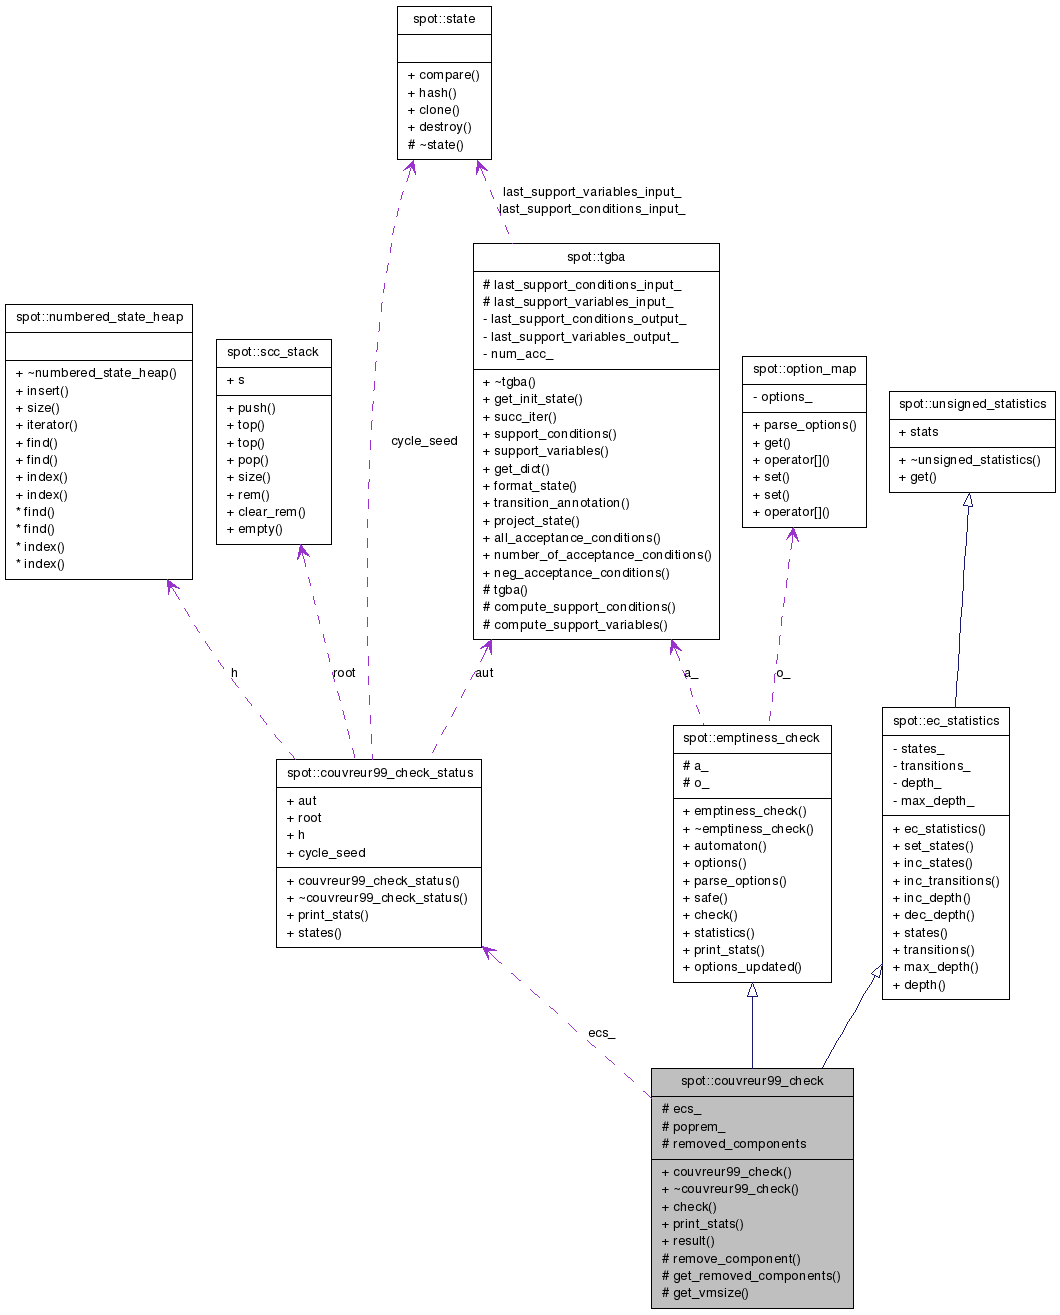 spot::state
+ compare()
+ hash()
+ clone()
+ destroy()
# ~state()
last_support_variables_input_
last_support_conditions_input_
spot::tgba
# last_support_conditions_input_
# last_support_variables_input_
- last_support_conditions_output_
- last_support_variables_output_
- num_acc_
+ ~tgba()
+ get_init_state()
+ succ_iter()
+ support_conditions()
+ support_variables()
+ get_dict()
+ format_state()
+ transition_annotation()
+ project_state()
+ all_acceptance_conditions()
+ number_of_acceptance_conditions()
+ neg_acceptance_conditions()
# tgba()
# compute_support_conditions()
# compute_support_variables()
spot::numbered_state_heap
+ ~numbered_state_heap()
+ insert()
+ size()
+ iterator()
+ find()
+ find()
+ index()
+ index()
* find()
* find()
* index()
* index()
spot::scc_stack
+ s
+ push()
+ top()
+ top()
+ pop()
+ size()
+ rem()
+ clear_rem()
+ empty()
cycle_seed
spot::option_map
- options_
+ parse_options()
+ get()
+ operator[]()
+ set()
+ set()
+ operator[]()
spot::unsigned_statistics
+ stats
+ ~unsigned_statistics()
+ get()
h
root
aut
a_
o_
spot::couvreur99_check_status
+ aut
+ root
+ h
+ cycle_seed
+ couvreur99_check_status()
+ ~couvreur99_check_status()
+ print_stats()
+ states()
spot::emptiness_check
# a_
# o_
+ emptiness_check()
+ ~emptiness_check()
+ automaton()
+ options()
+ parse_options()
+ safe()
+ check()
+ statistics()
+ print_stats()
+ options_updated()
spot::ec_statistics
- states_
- transitions_
- depth_
- max_depth_
+ ec_statistics()
+ set_states()
+ inc_states()
+ inc_transitions()
+ inc_depth()
+ dec_depth()
+ states()
+ transitions()
+ max_depth()
+ depth()
ecs_
spot::couvreur99_check
# ecs_
# poprem_
# removed_components
+ couvreur99_check()
+ ~couvreur99_check()
+ check()
+ print_stats()
+ result()
# remove_component()
# get_removed_components()
# get_vmsize()